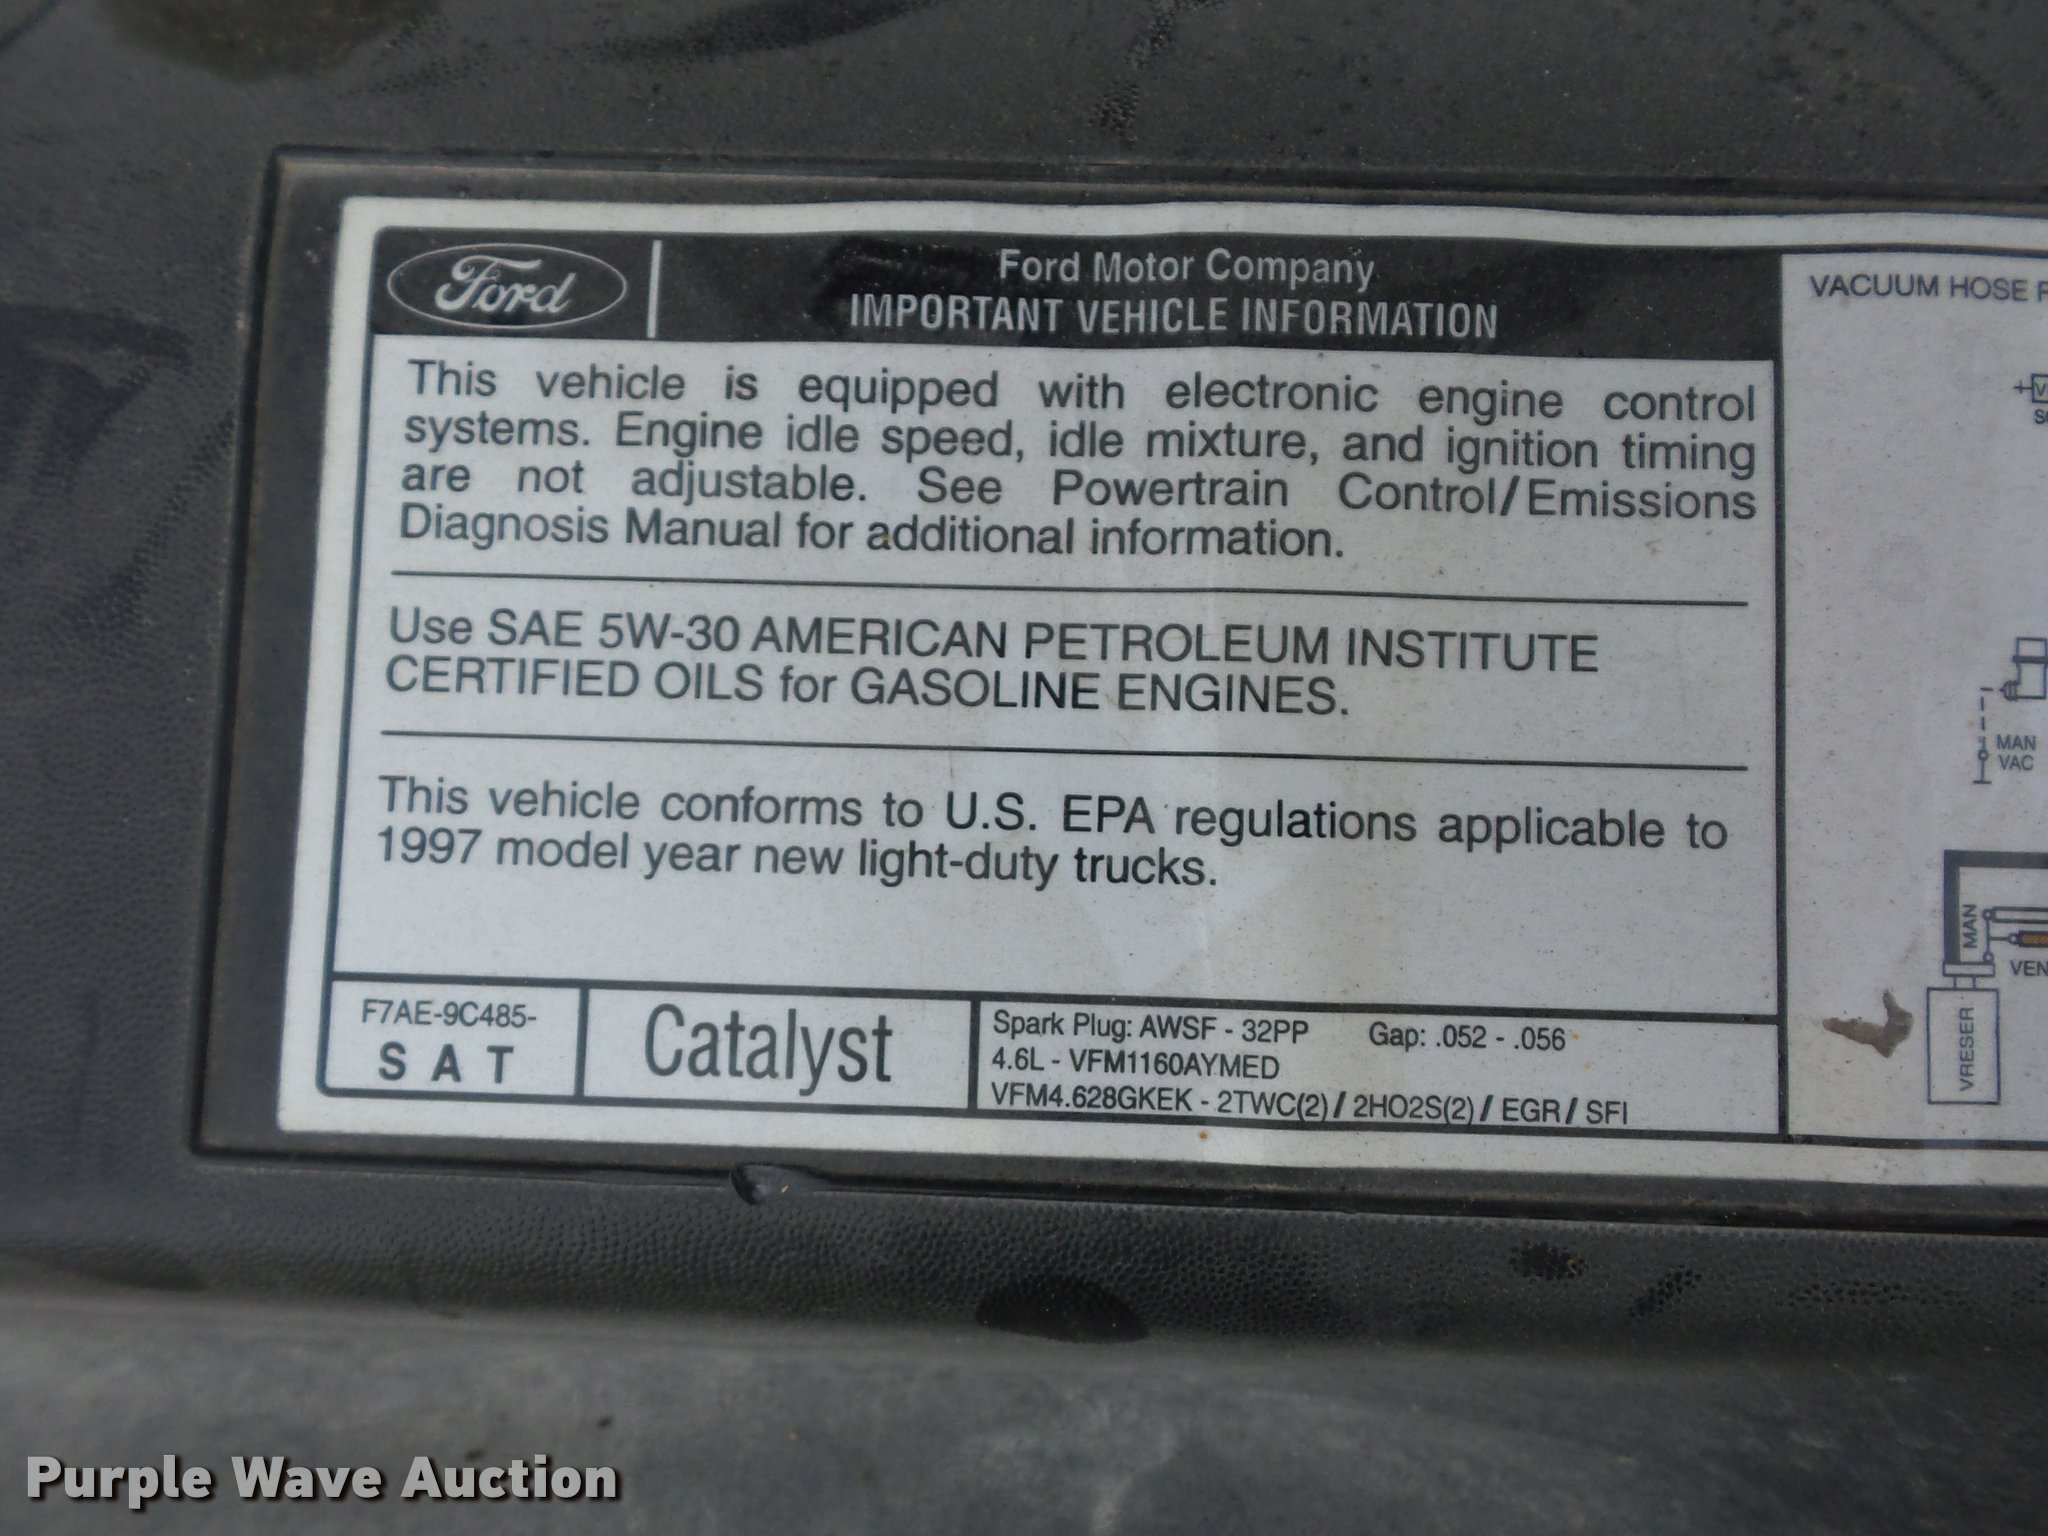 Ford
Ford Motor Company
IMPORTANT VEHICLE INFORMATION
This vehicle is equipped with electronic engine control
systems. Engine idle speed, idle mixture, and ignition timing
are not adjustable. See Powertrain Control/Emissions
Diagnosis Manual for additional information.
Use SAE 5W-30 AMERICAN PETROLEUM INSTITUTE
CERTIFIED OILS for GASOLINE ENGINES.
This vehicle conforms to U.S. EPA regulations applicable to
1997 model year new light-duty trucks.
F7AE-9C485-
SAT
Catalyst
Spark Plug: AWSF - 32PP Gap: .052 - .056
4.6L - VFM1160AYMED
VFM4.628GKEK - 2TWC(2) / 2HO2S(2) / EGR / SFI
VACUUM HOSE
MAN
VAC
MAN
VRESER
Purple Wave Auction